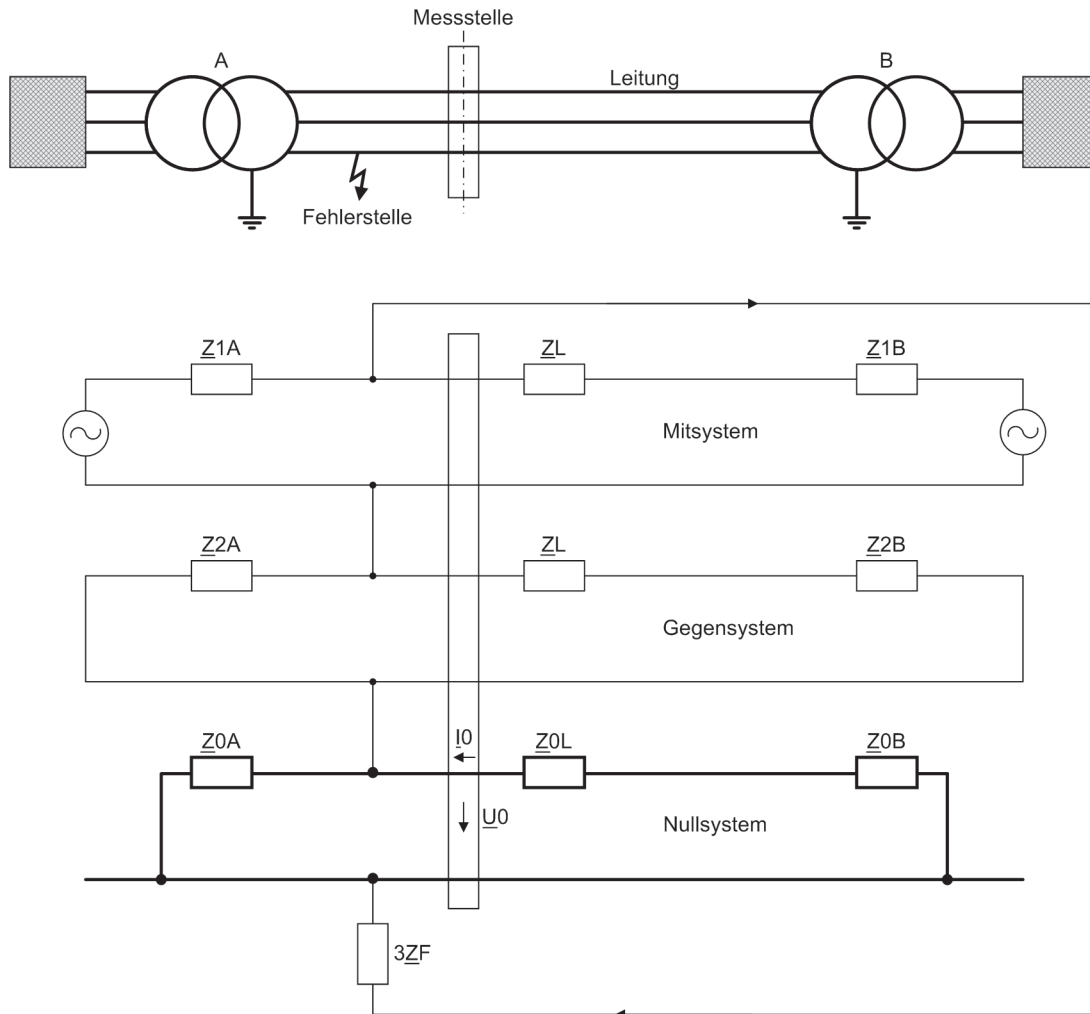 Messstelle
A
B
Leitung
Fehlerstelle
Z1A
ZL
Z1B
Mitsystem
Z2A
ZL
Z2B
Gegensystem
Z0A
I0
Z0L
Z0B
U0
Nullsystem
3ZF